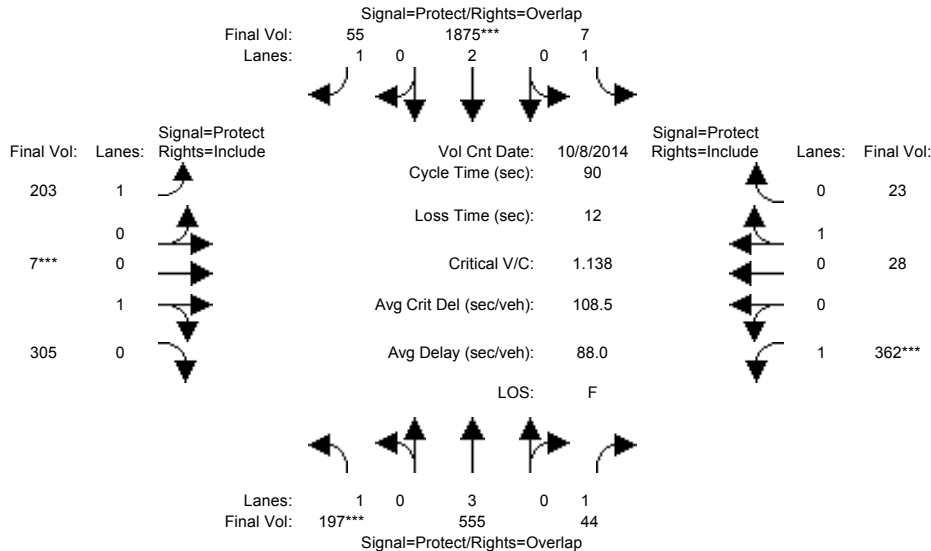 Signal=Protect/Rights=Overlap
Final Vol: 55 1875*** 7
Lanes: 1 0 2 0 1
Signal=Protect Signal=Protect
Final Vol: Lanes: Rights=Include Vol Cnt Date: 10/8/2014 Rights=Include Lanes: Final Vol:
Cycle Time (sec): 90
203 1 0 23
Loss Time (sec): 12
0 1
7*** 0 Critical V/C: 1.138 0 28
1 Avg Crit Del (sec/veh): 108.5 0
305 0 Avg Delay (sec/veh): 88.0 1 362***
LOS: F
Lanes: 1 0 3 0 1
Final Vol: 197*** 555 44
Signal=Protect/Rights=Overlap